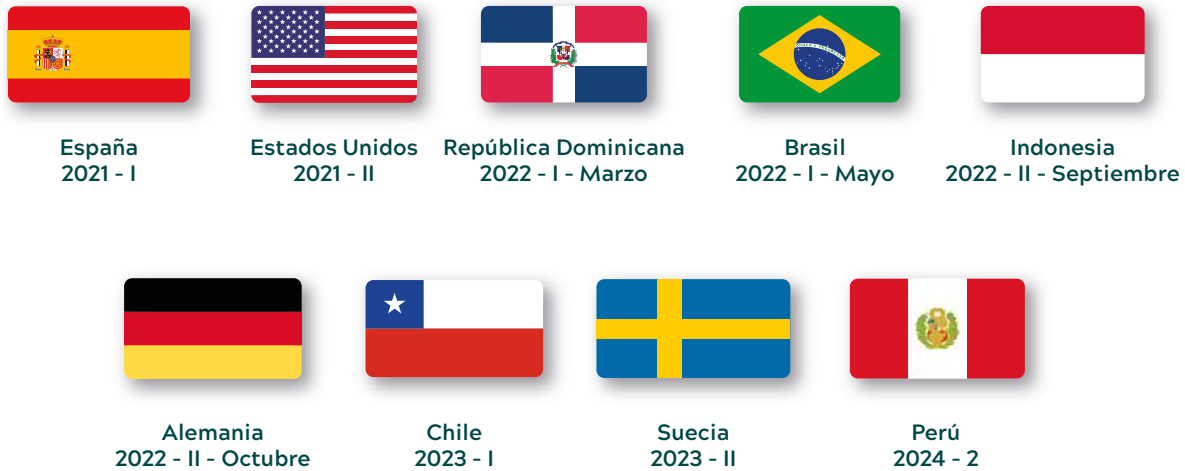 España
2021 - I
Estados Unidos
2021 - II
República Dominicana
2022 - I - Marzo
Brasil
2022 - I - Mayo
Indonesia
2022 - II - Septiembre
Alemania
2022 - II - Octubre
Chile
2023 - I
Suecia
2023 - II
Perú
2024 - 2